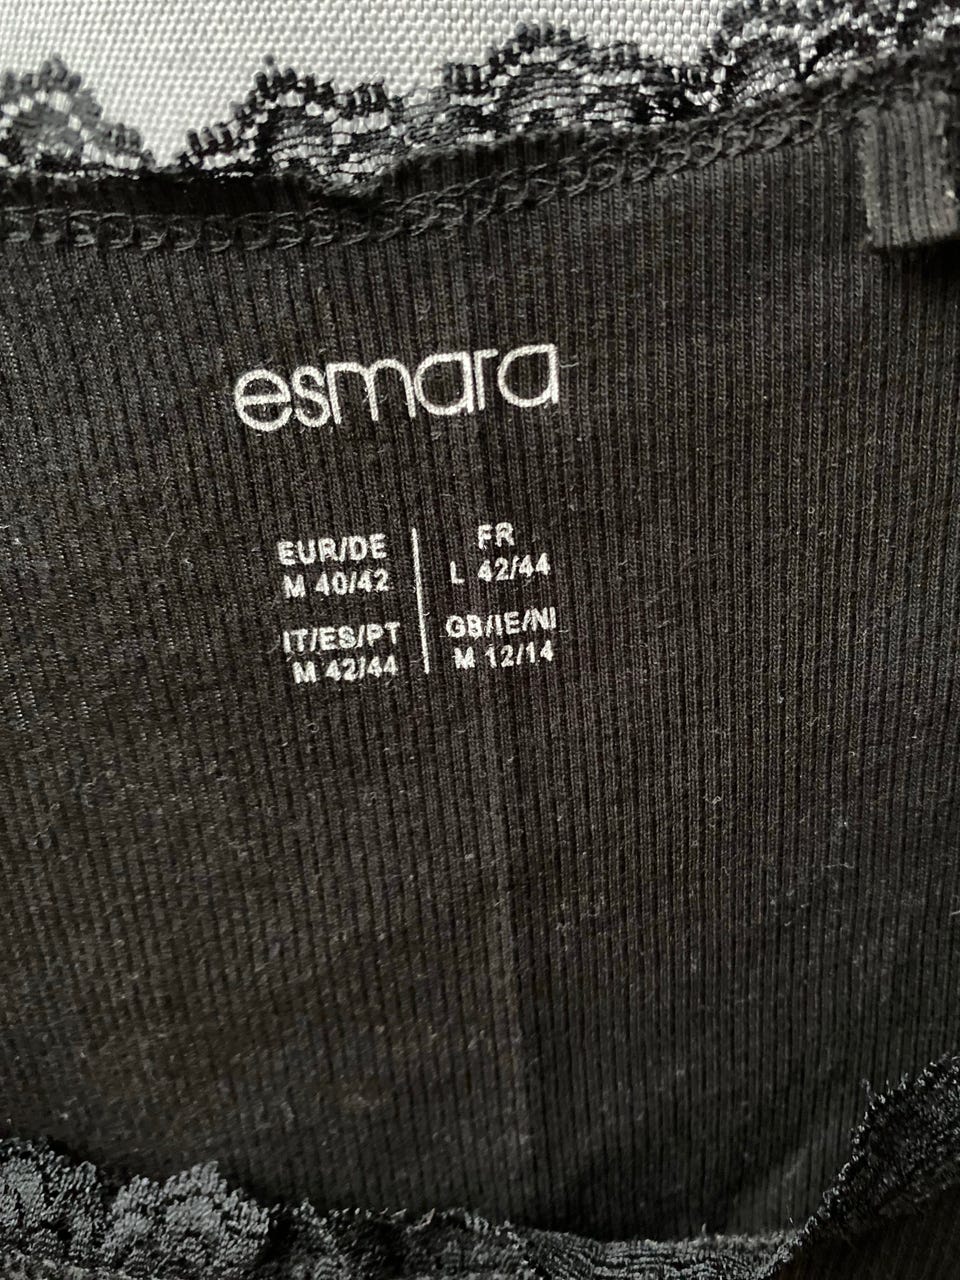 esmara
EUR/DE
M 40/42
FR
L 42/44
IT/ES/PT
M 42/44
GB/IE/NI
M 12/14